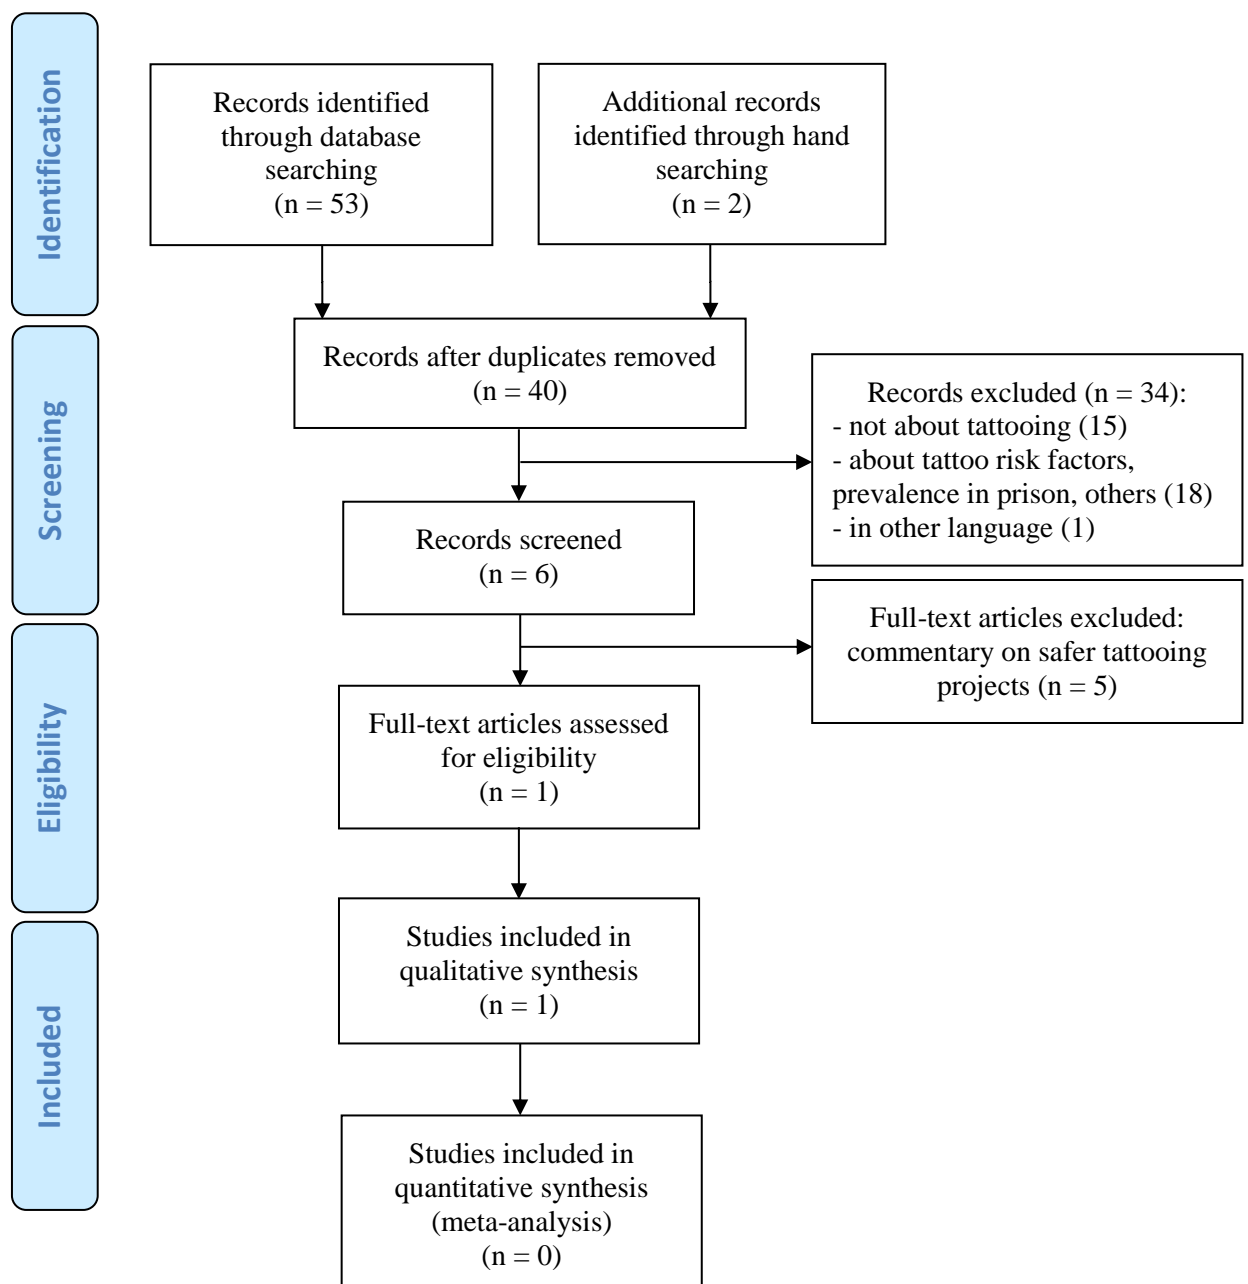 Identification
Records identified
through database
searching
(n = 53)
Additional records
identified through hand
searching
(n = 2)
Screening
Records after duplicates removed
(n = 40)
Records excluded (n = 34):
- not about tattooing (15)
- about tattoo risk factors,
prevalence in prison, others (18)
- in other language (1)
Records screened
(n = 6)
Full-text articles excluded:
commentary on safer tattooing
projects (n = 5)
Eligibility
Full-text articles assessed
for eligibility
(n = 1)
Included
Studies included in
qualitative synthesis
(n = 1)
Studies included in
quantitative synthesis
(meta-analysis)
(n = 0)